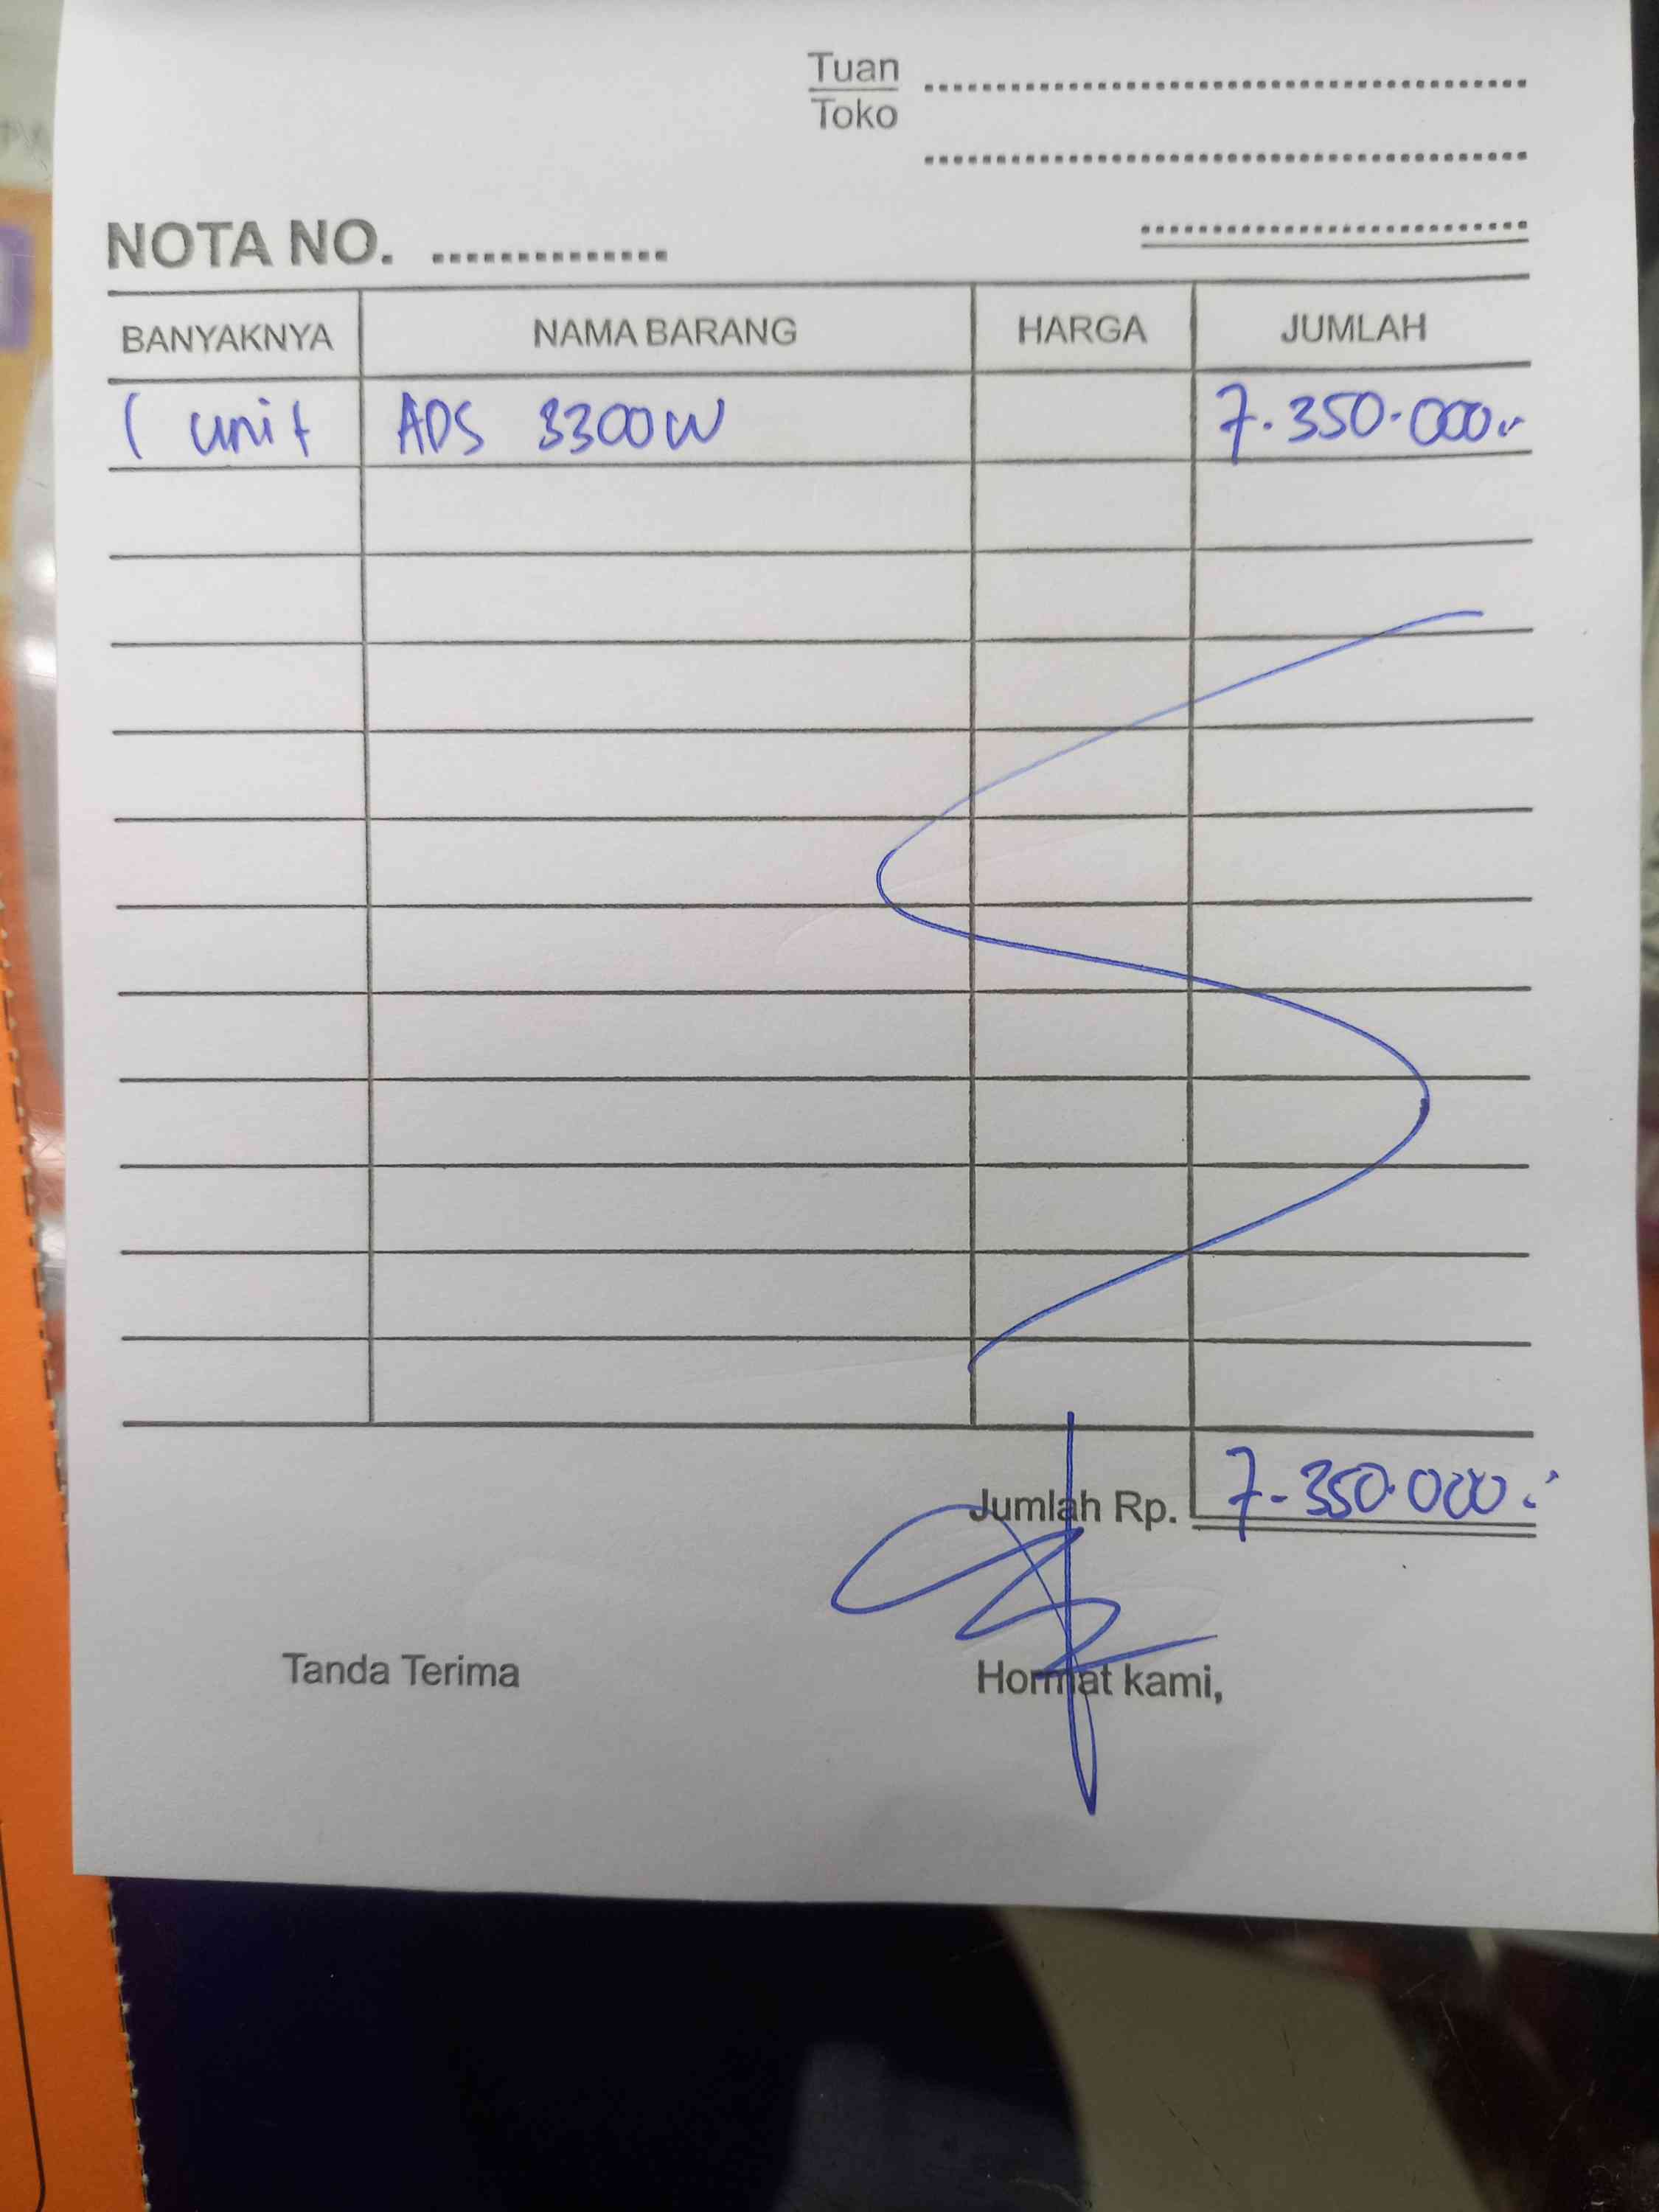 Tuan
Toko
NOTA NO. ..............
BANYAKNYA NAMA BARANG HARGA JUMLAH
1 unit ADS 3300W 7.350.000.-
Jumlah Rp. 7.350.000.-
Tanda Terima Hormat kami,